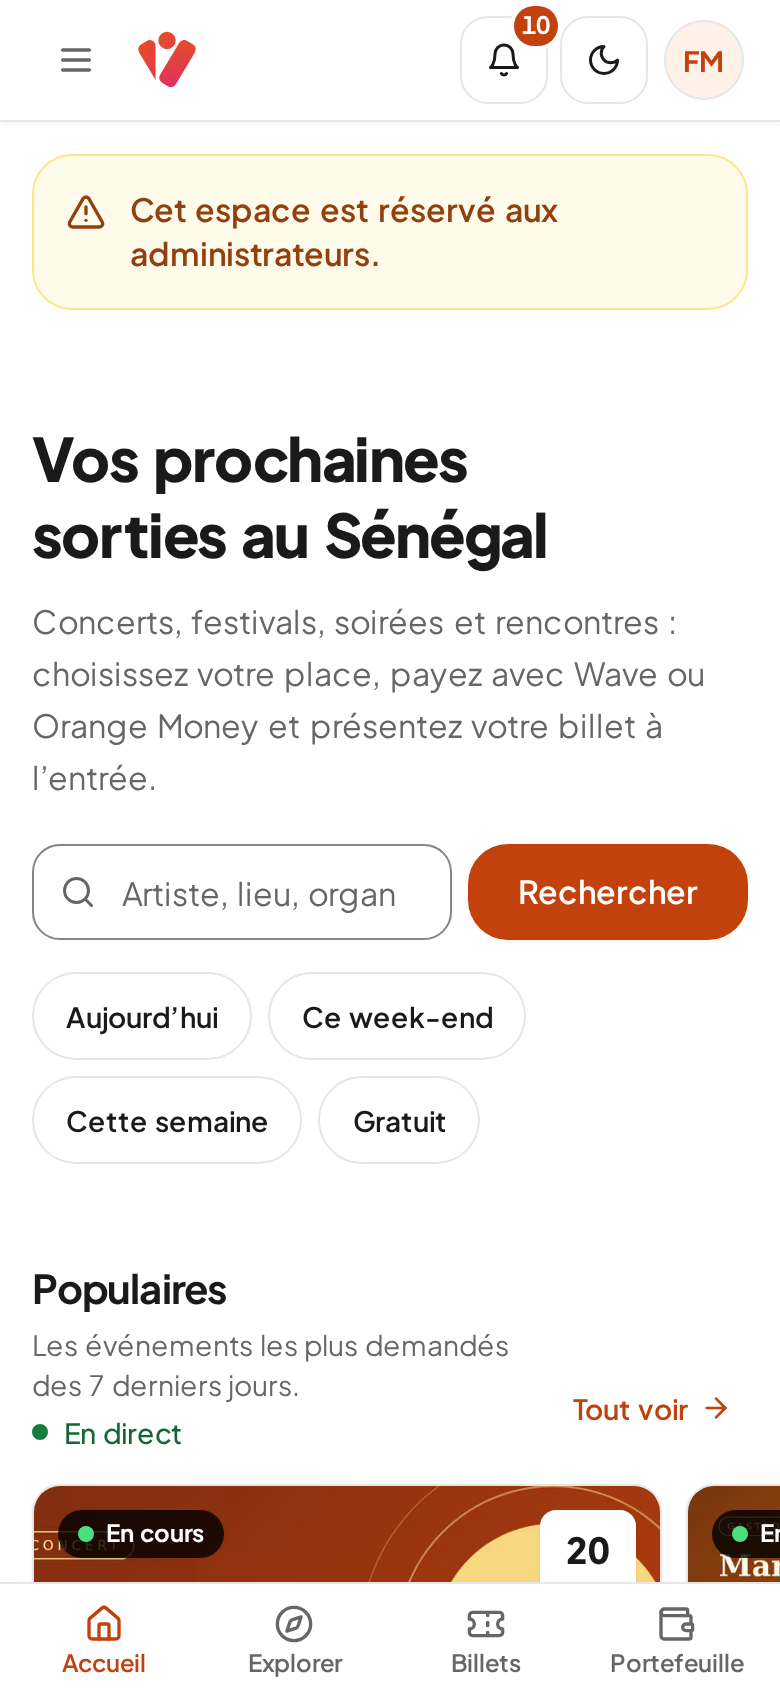 10
FM
Cet espace est réservé aux
administrateurs.
Vos prochaines
sorties au Sénégal
Concerts, festivals, soirées et rencontres :
choisissez votre place, payez avec Wave ou
Orange Money et présentez votre billet à
l’entrée.
Artiste, lieu, organ
Rechercher
Aujourd’hui
Ce week-end
Cette semaine
Gratuit
Populaires
Les événements les plus demandés
des 7 derniers jours.
En direct
Tout voir
CONCERT
En cours
20
Accueil
Explorer
Billets
Portefeuille